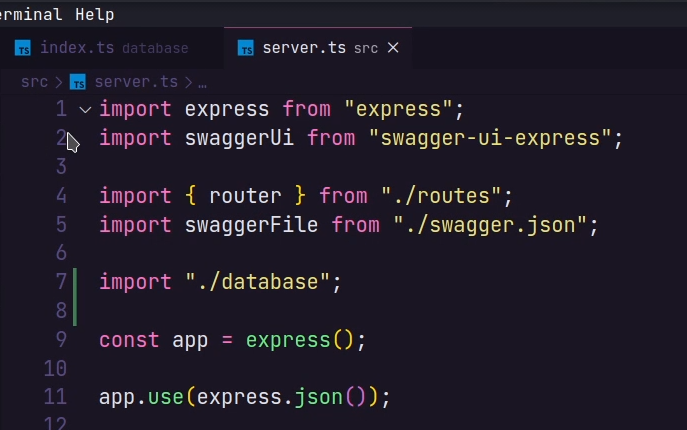 erminal Help
TS index.ts database TS server.ts src
src TS server.ts ...
1 import express from "express";
2 import swaggerUi from "swagger-ui-express";
3
4 import { router } from "./routes";
5 import swaggerFile from "./swagger.json";
6
7 import "./database";
8
9 const app = express();
10
11 app.use(express.json());
12